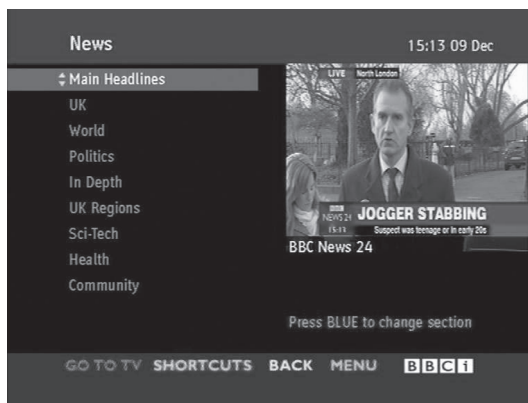 News
15:13 09 Dec
Main Headlines
UK
World
Politics
In Depth
UK Regions
Sci-Tech
Health
Community
LIVE North London
BBC
NEWS 24
15:13
JOGGER STABBING
Suspect was teenage or in early 20s
BBC News 24
Press BLUE to change section
GO TO TV SHORTCUTS BACK MENU BBCi